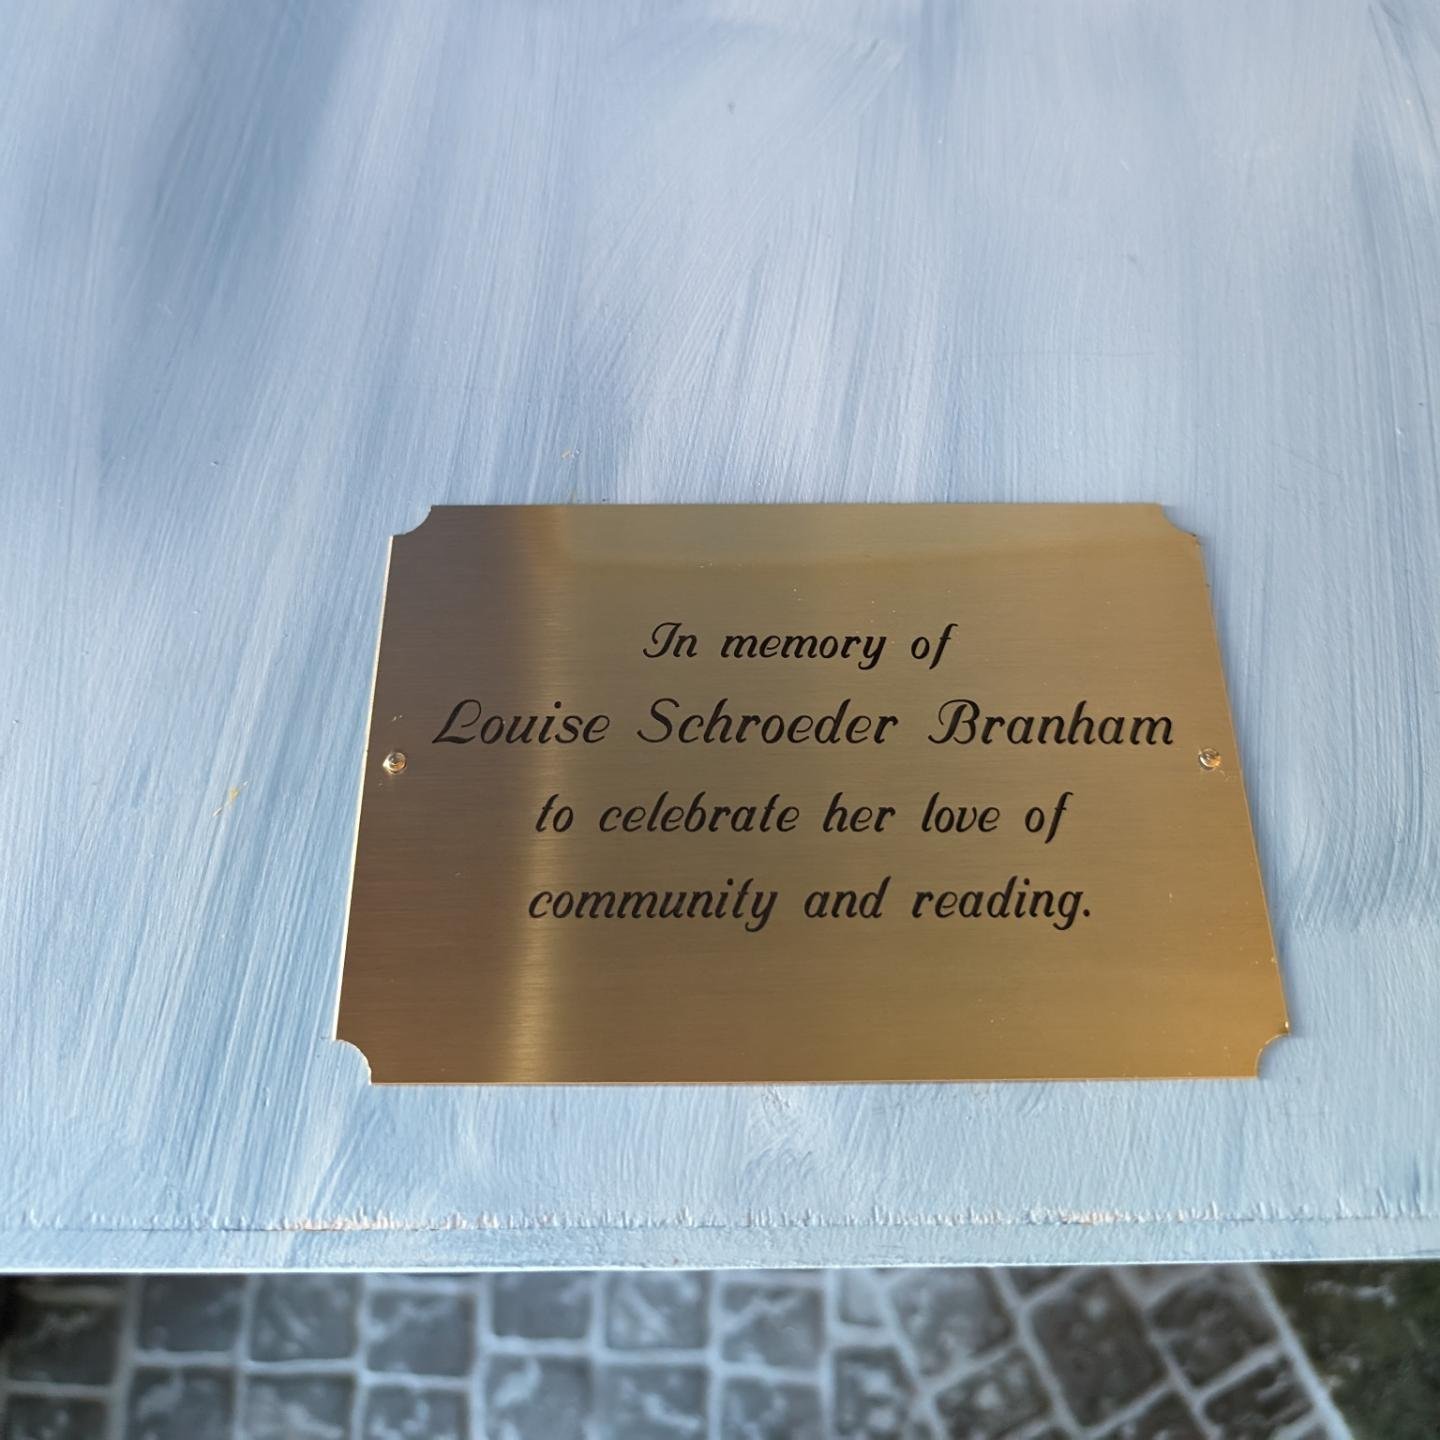 In memory of
Louise Schroeder Branham
to celebrate her love of
community and reading.